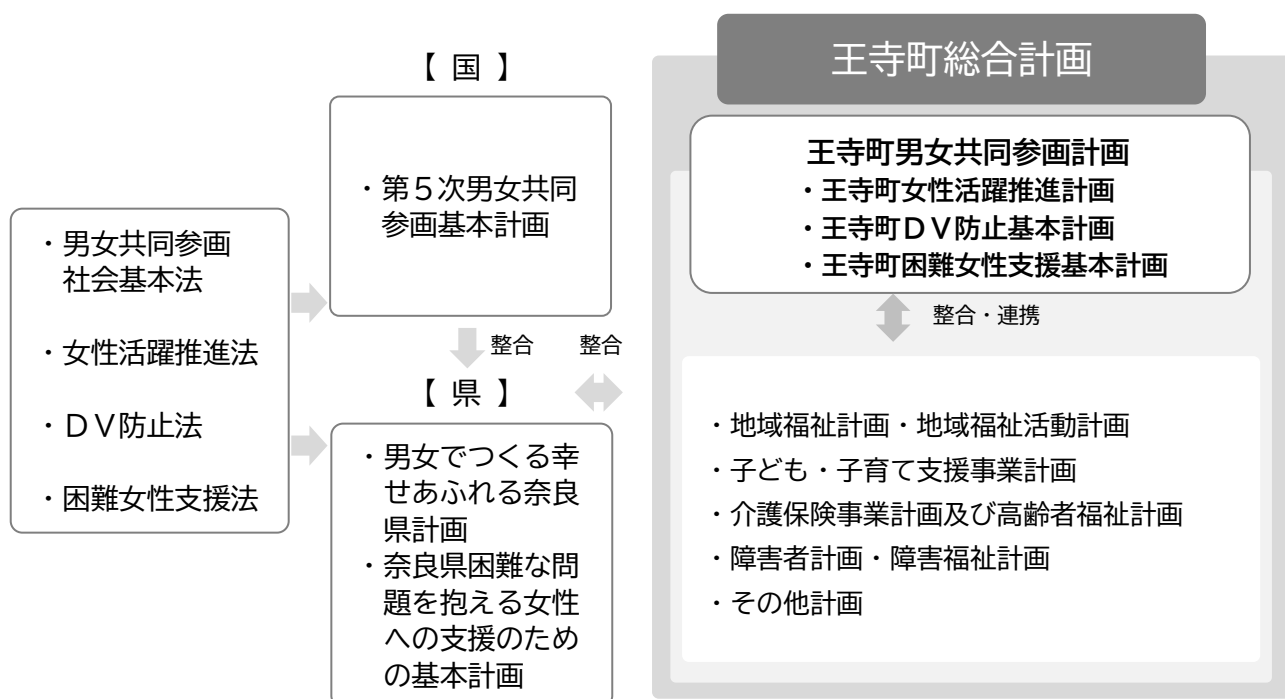 ・男女共同参画
社会基本法
・女性活躍推進法
・ＤＶ防止法
・困難女性支援法
【 国 】
・第５次男女共同
参画基本計画
整合
整合
【 県 】
・男女でつくる幸
せあふれる奈良
県計画
・奈良県困難な問
題を抱える女性
への支援のため
の基本計画
王寺町総合計画
王寺町男女共同参画計画
・王寺町女性活躍推進計画
・王寺町ＤＶ防止基本計画
・王寺町困難女性支援基本計画
整合・連携
・地域福祉計画・地域福祉活動計画
・子ども・子育て支援事業計画
・介護保険事業計画及び高齢者福祉計画
・障害者計画・障害福祉計画
・その他計画